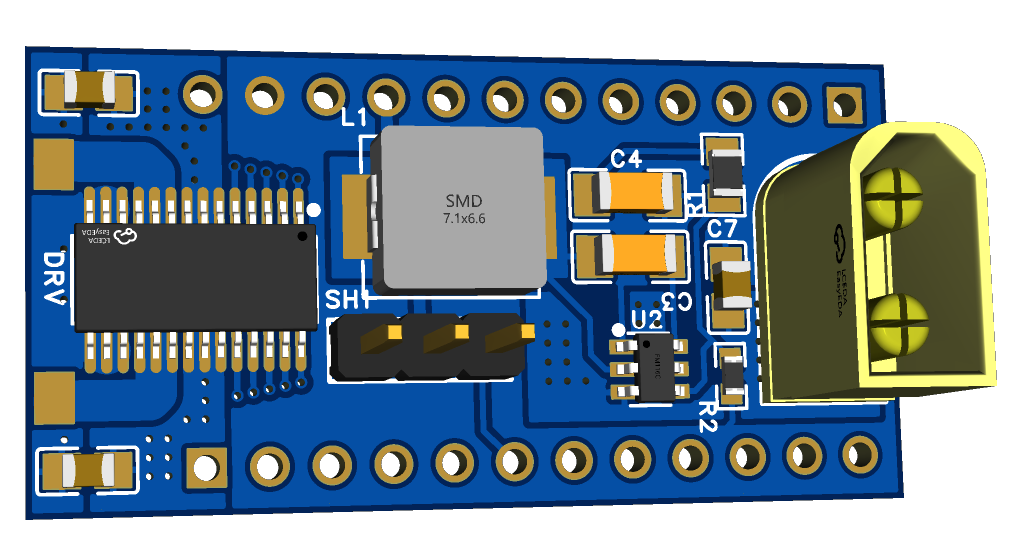 L1
C4
SMD
7.1x6.6
R1
C7
LCEDA
EasyEDA
DRV
SH1
C3
U2
LCEDA
EasyEDA
R2